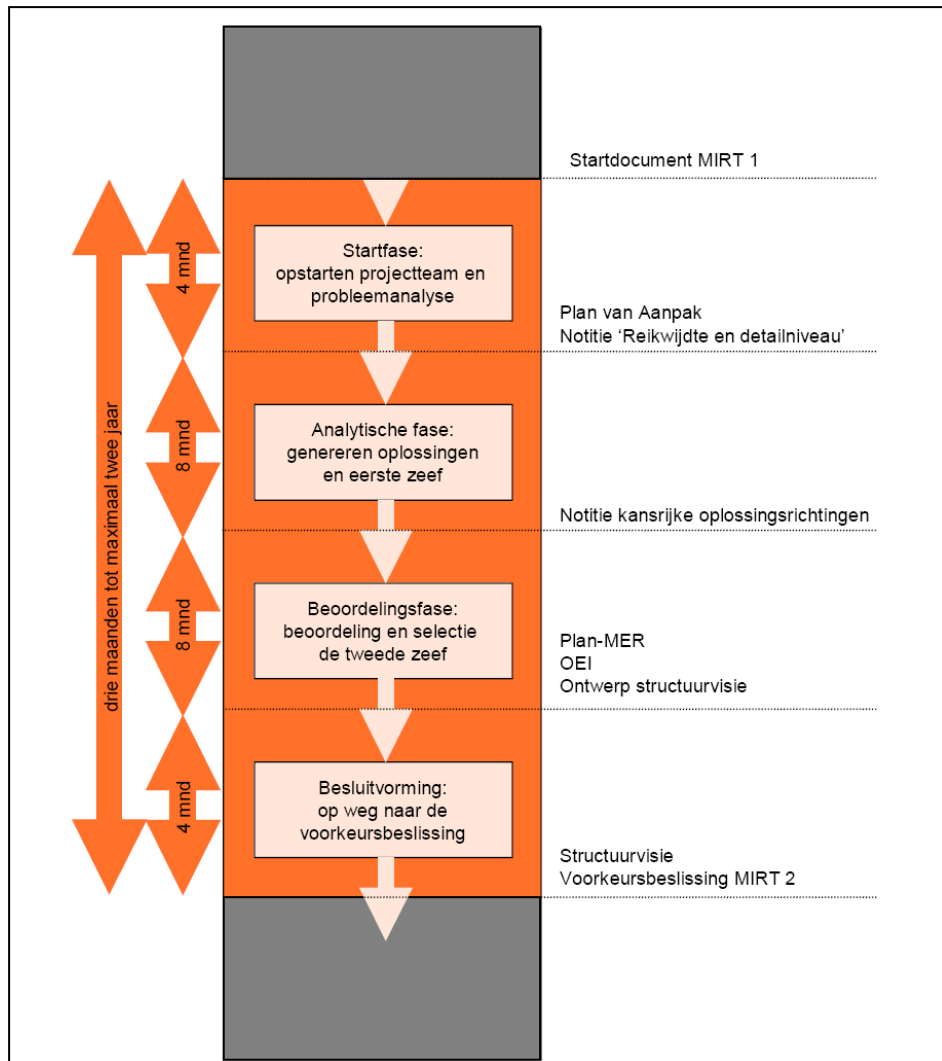 Startdocument MIRT 1
4 mnd
Startfase:
opstarten projectteam en
probleemanalyse
Plan van Aanpak
Notitie ‘Reikwijdte en detailniveau’
drie maanden tot maximaal twee jaar
8 mnd
Analytische fase:
genereren oplossingen
en eerste zeef
Notitie kansrijke oplossingsrichtingen
8 mnd
Beoordelingsfase:
beoordeling en selectie
de tweede zeef
Plan-MER
OEI
Ontwerp structuurvisie
4 mnd
Besluitvorming:
op weg naar de
voorkeursbeslissing
Structuurvisie
Voorkeursbeslissing MIRT 2